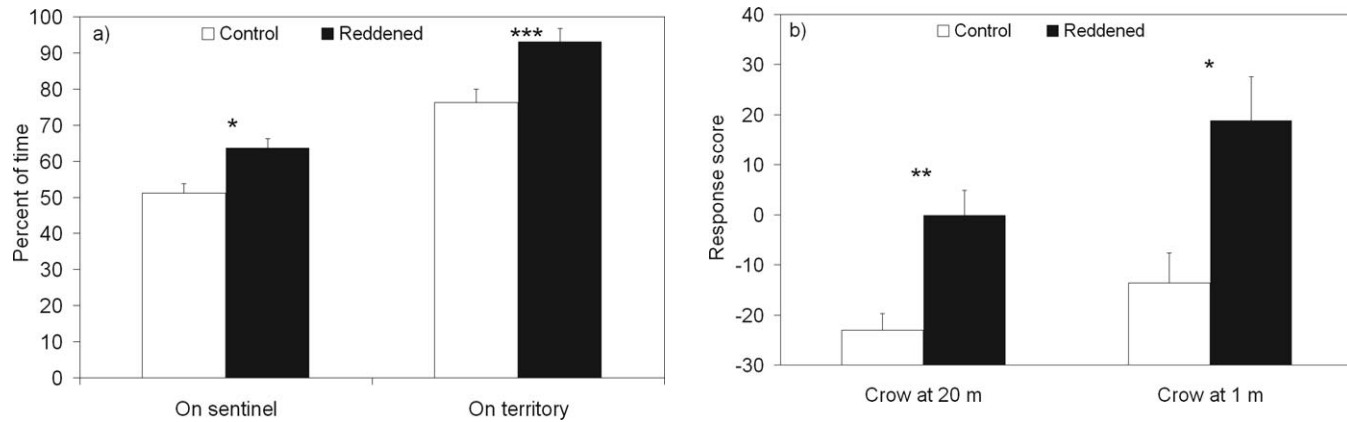 a)
Control Reddened
Percent of time
100
90
80
70
60
50
40
30
20
10
0
*
***
On sentinel On territory
b)
Control Reddened
Response score
40
30
20
10
0
-10
-20
-30
**
*
Crow at 20 m Crow at 1 m